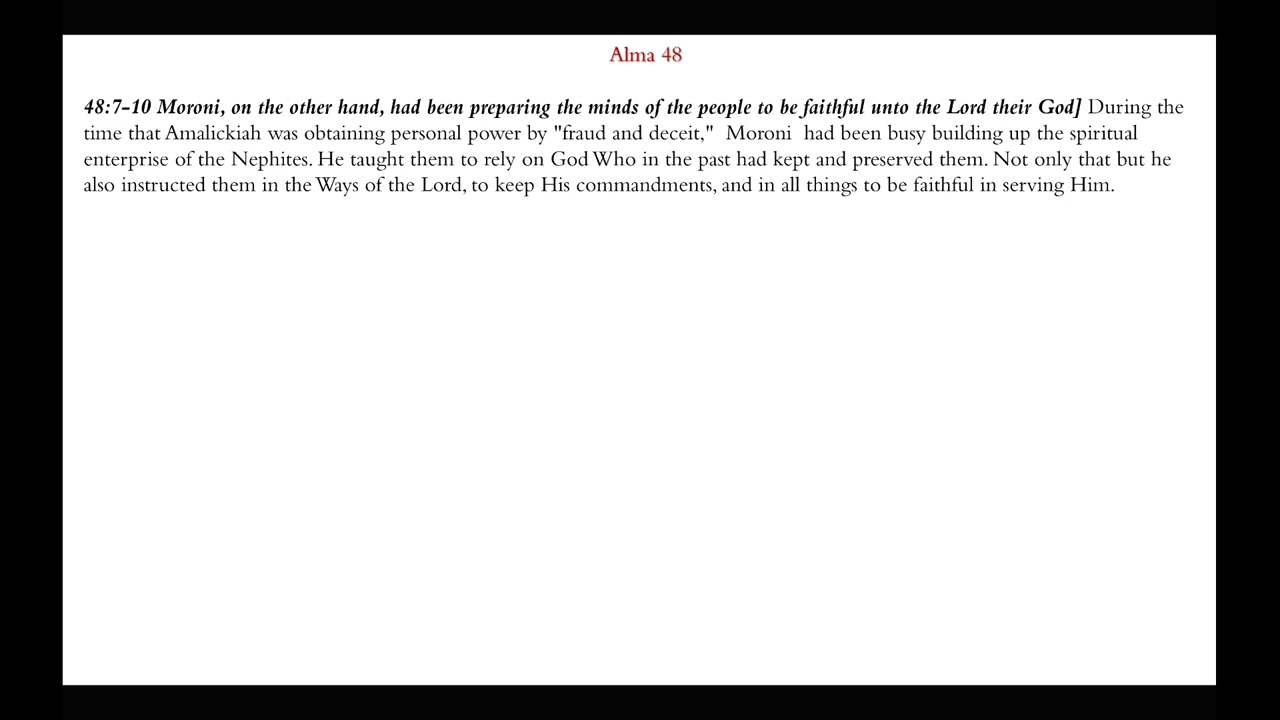 Alma 48
48:7-10 Moroni, on the other hand, had been preparing the minds of the people to be faithful unto the Lord their God] During the
time that Amalickiah was obtaining personal power by "fraud and deceit,"  Moroni  had been busy building up the spiritual
enterprise of the Nephites. He taught them to rely on God Who in the past had kept and preserved them. Not only that but he
also instructed them in the Ways of the Lord, to keep His commandments, and in all things to be faithful in serving Him.